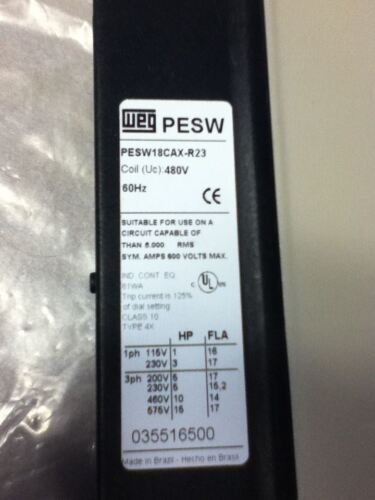 WEG PESW
PESW18CAX-R23
Coil (Uc): 480V
60Hz
CE
SUITABLE FOR USE ON A
CIRCUIT CAPABLE OF
THAN 5.000 RMS
SYM. AMPS 600 VOLTS MAX.
IND. CONT. EQ.
61WA
c UL us
Trip current is 125%
of dial setting
CLASS 10
TYPE 4X
HP FLA
1ph 115V 1 16
230V 3 17
3ph 200V 5 17
230V 5 15,2
460V 10 14
575V 15 17
035516500
Made in Brazil - Hecho en Brasil